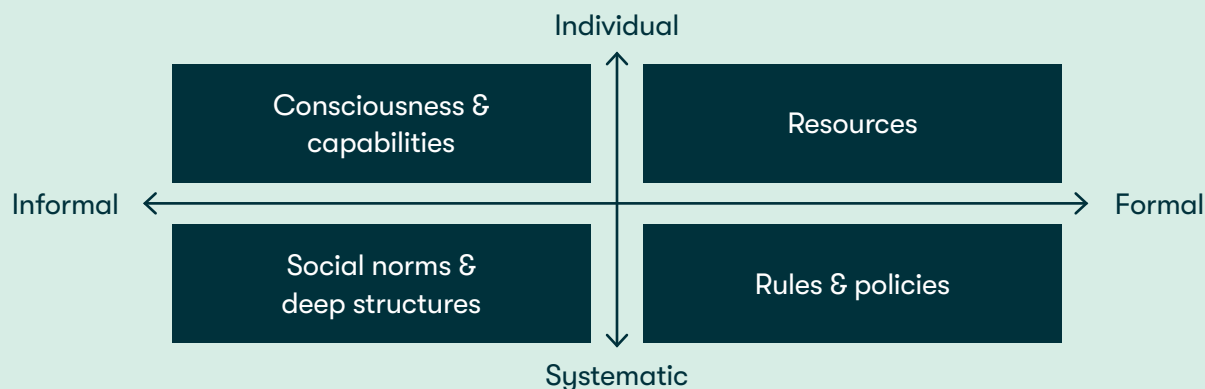 Individual
Consciousness &
capabilities
Resources
Informal
Formal
Social norms &
deep structures
Rules & policies
Systematic